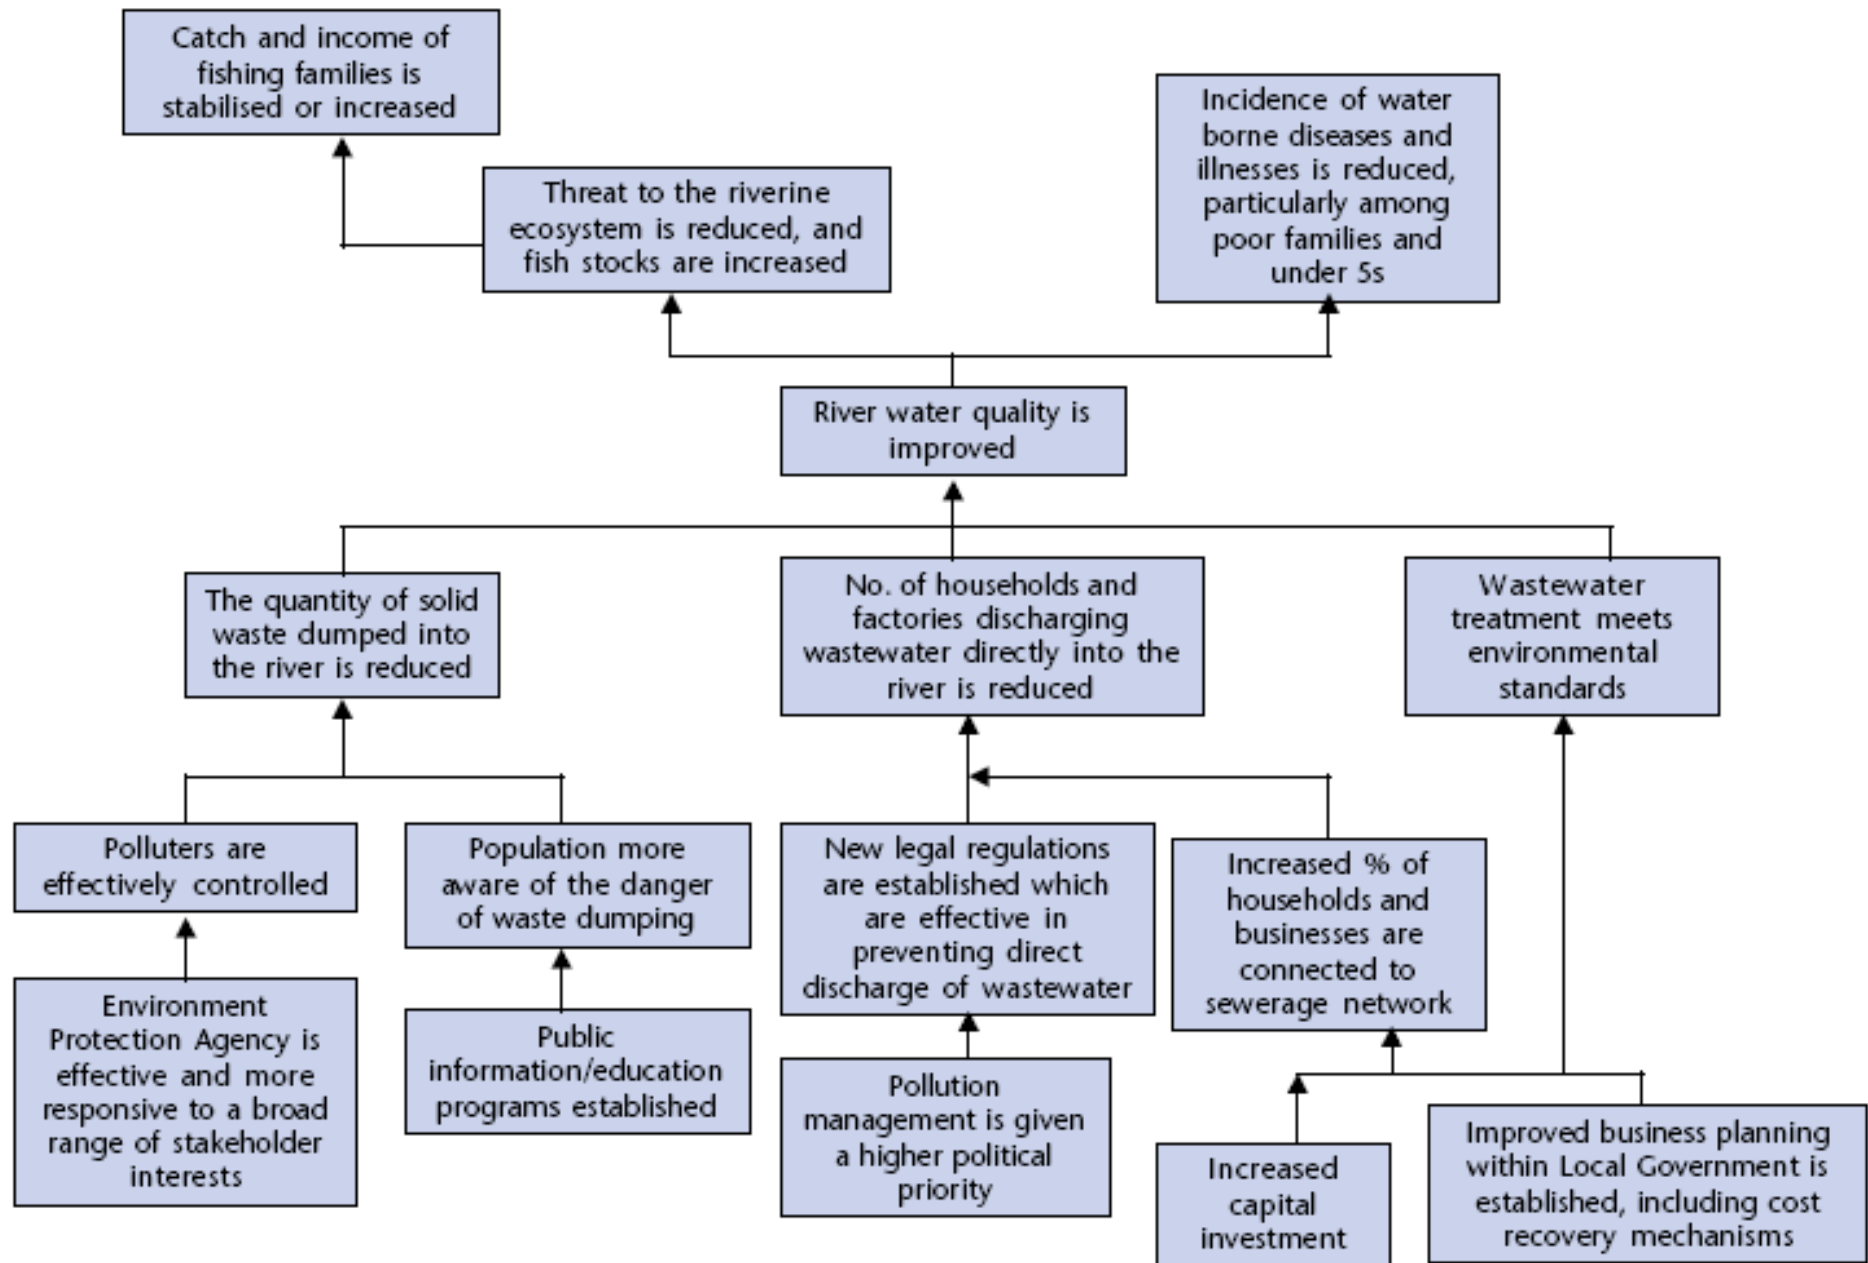 Catch and income of
fishing families is
stabilised or increased
Incidence of water
borne diseases and
illnesses is reduced,
particularly among
poor families and
under 5s
Threat to the riverine
ecosystem is reduced, and
fish stocks are increased
River water quality is
improved
The quantity of solid
waste dumped into
the river is reduced
No. of households and
factories discharging
wastewater directly into the
river is reduced
Wastewater
treatment meets
environmental
standards
Polluters are
effectively controlled
Population more
aware of the danger
of waste dumping
New legal regulations
are established which
are effective in
preventing direct
discharge of wastewater
Increased % of
households and
businesses are
connected to
sewerage network
Environment
Protection Agency is
effective and more
responsive to a broad
range of stakeholder
interests
Public
information/education
programs established
Pollution
management is given
a higher political
priority
Increased
capital
investment
Improved business planning
within Local Government is
established, including cost
recovery mechanisms